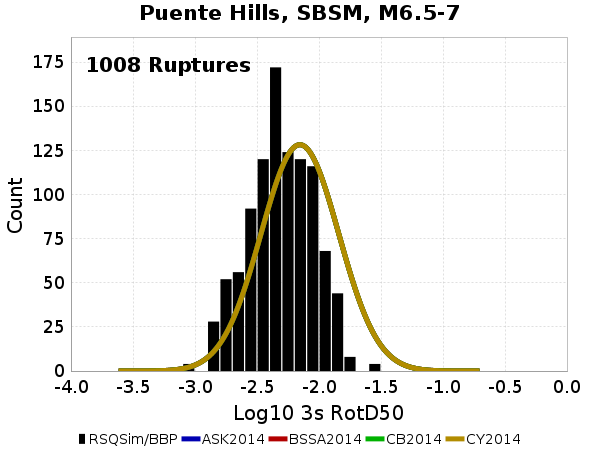 Puente Hills, SBSM, M6.5-7
1008 Ruptures
Count
175
150
125
100
75
50
25
0
-4.0 -3.5 -3.0 -2.5 -2.0 -1.5 -1.0 -0.5 0.0
Log10 3s RotD50
RSQSim/BBP ASK2014 BSSA2014 CB2014 CY2014